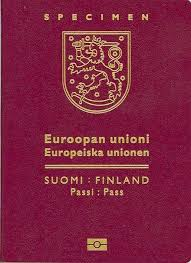 SPECIMEN
Euroopan unioni
Europeiska unionen
SUOMI : FINLAND
Passi : Pass